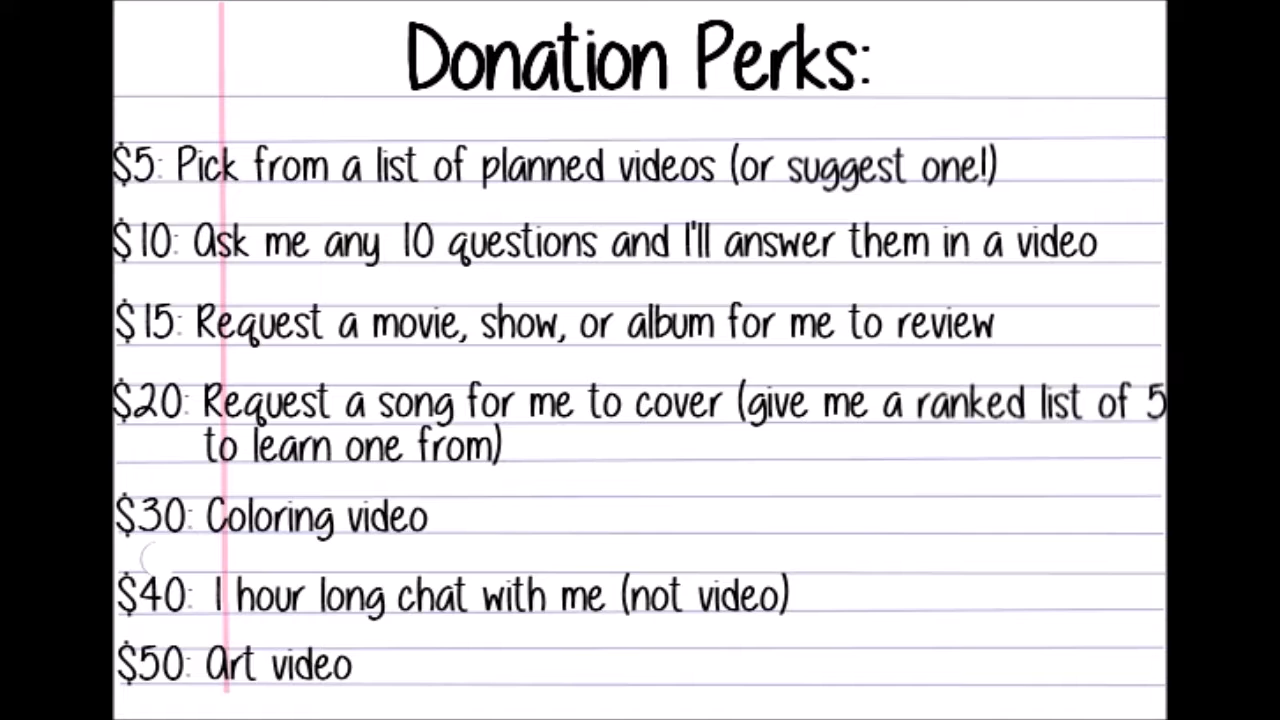 Donation Perks:
$5: Pick from a list of planned videos (or suggest one!)
$10: Ask me any 10 questions and I'll answer them in a video
$15: Request a movie, show, or album for me to review
$20: Request a song for me to cover (give me a ranked list of 5
to learn one from)
$30: Coloring video
$40: 1 hour long chat with me (not video)
$50: Art video